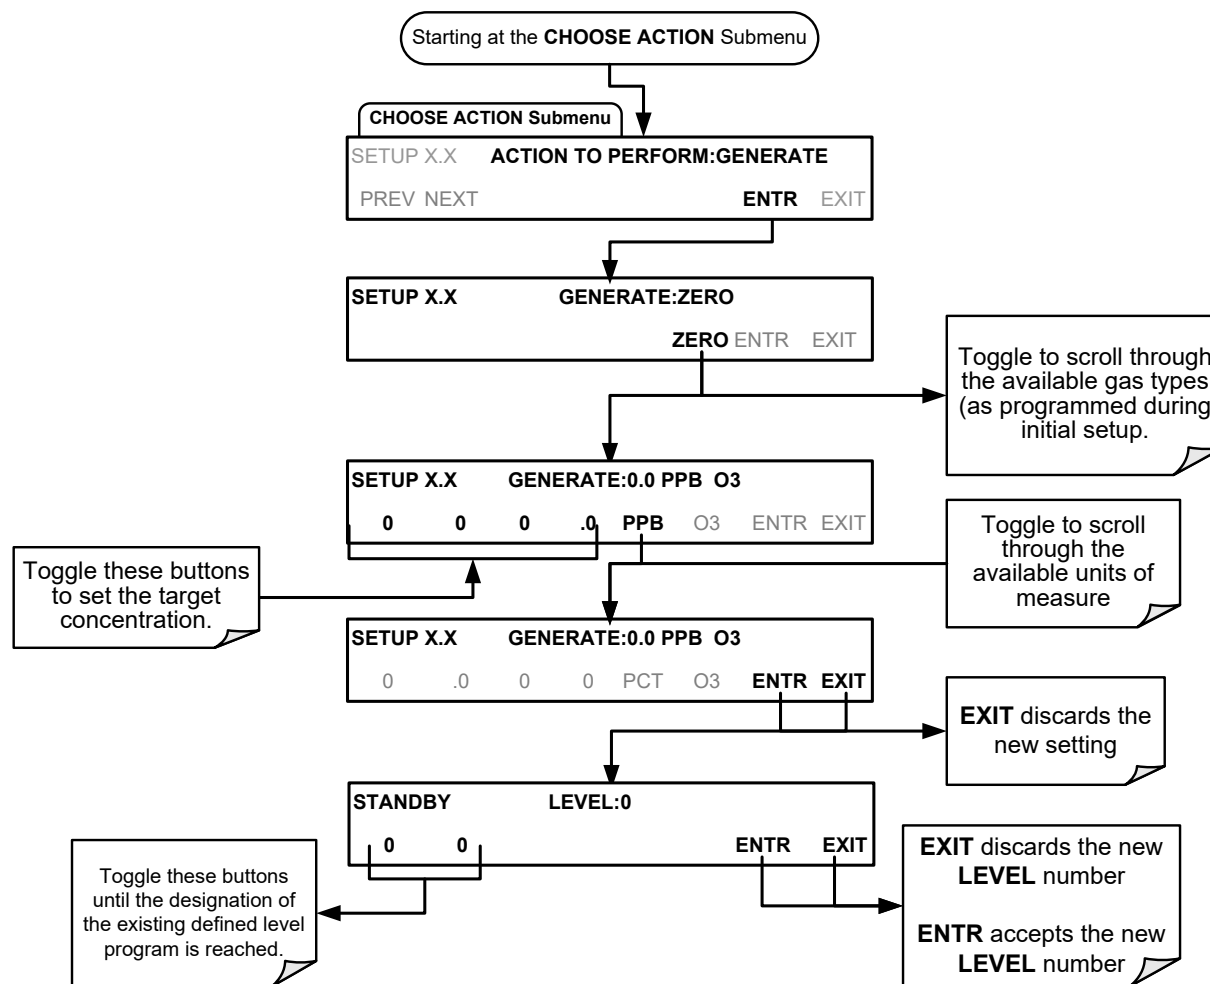 Starting at the CHOOSE ACTION Submenu
CHOOSE ACTION Submenu
SETUP X.X ACTION TO PERFORM:GENERATE
PREV NEXT ENTR EXIT
SETUP X.X GENERATE:ZERO
ZERO ENTR EXIT
Toggle to scroll through
the available gas types
(as programmed during
initial setup.
SETUP X.X GENERATE:0.0 PPB O3
0 0 0 .0 PPB O3 ENTR EXIT
Toggle to scroll
through the
available units of
measure
Toggle these buttons
to set the target
concentration.
SETUP X.X GENERATE:0.0 PPB O3
0 .0 0 0 PCT O3 ENTR EXIT
EXIT discards the
new setting
STANDBY LEVEL:0
0 0 ENTR EXIT
Toggle these buttons
until the designation of
the existing defined level
program is reached.
EXIT discards the new
LEVEL number
ENTR accepts the new
LEVEL number